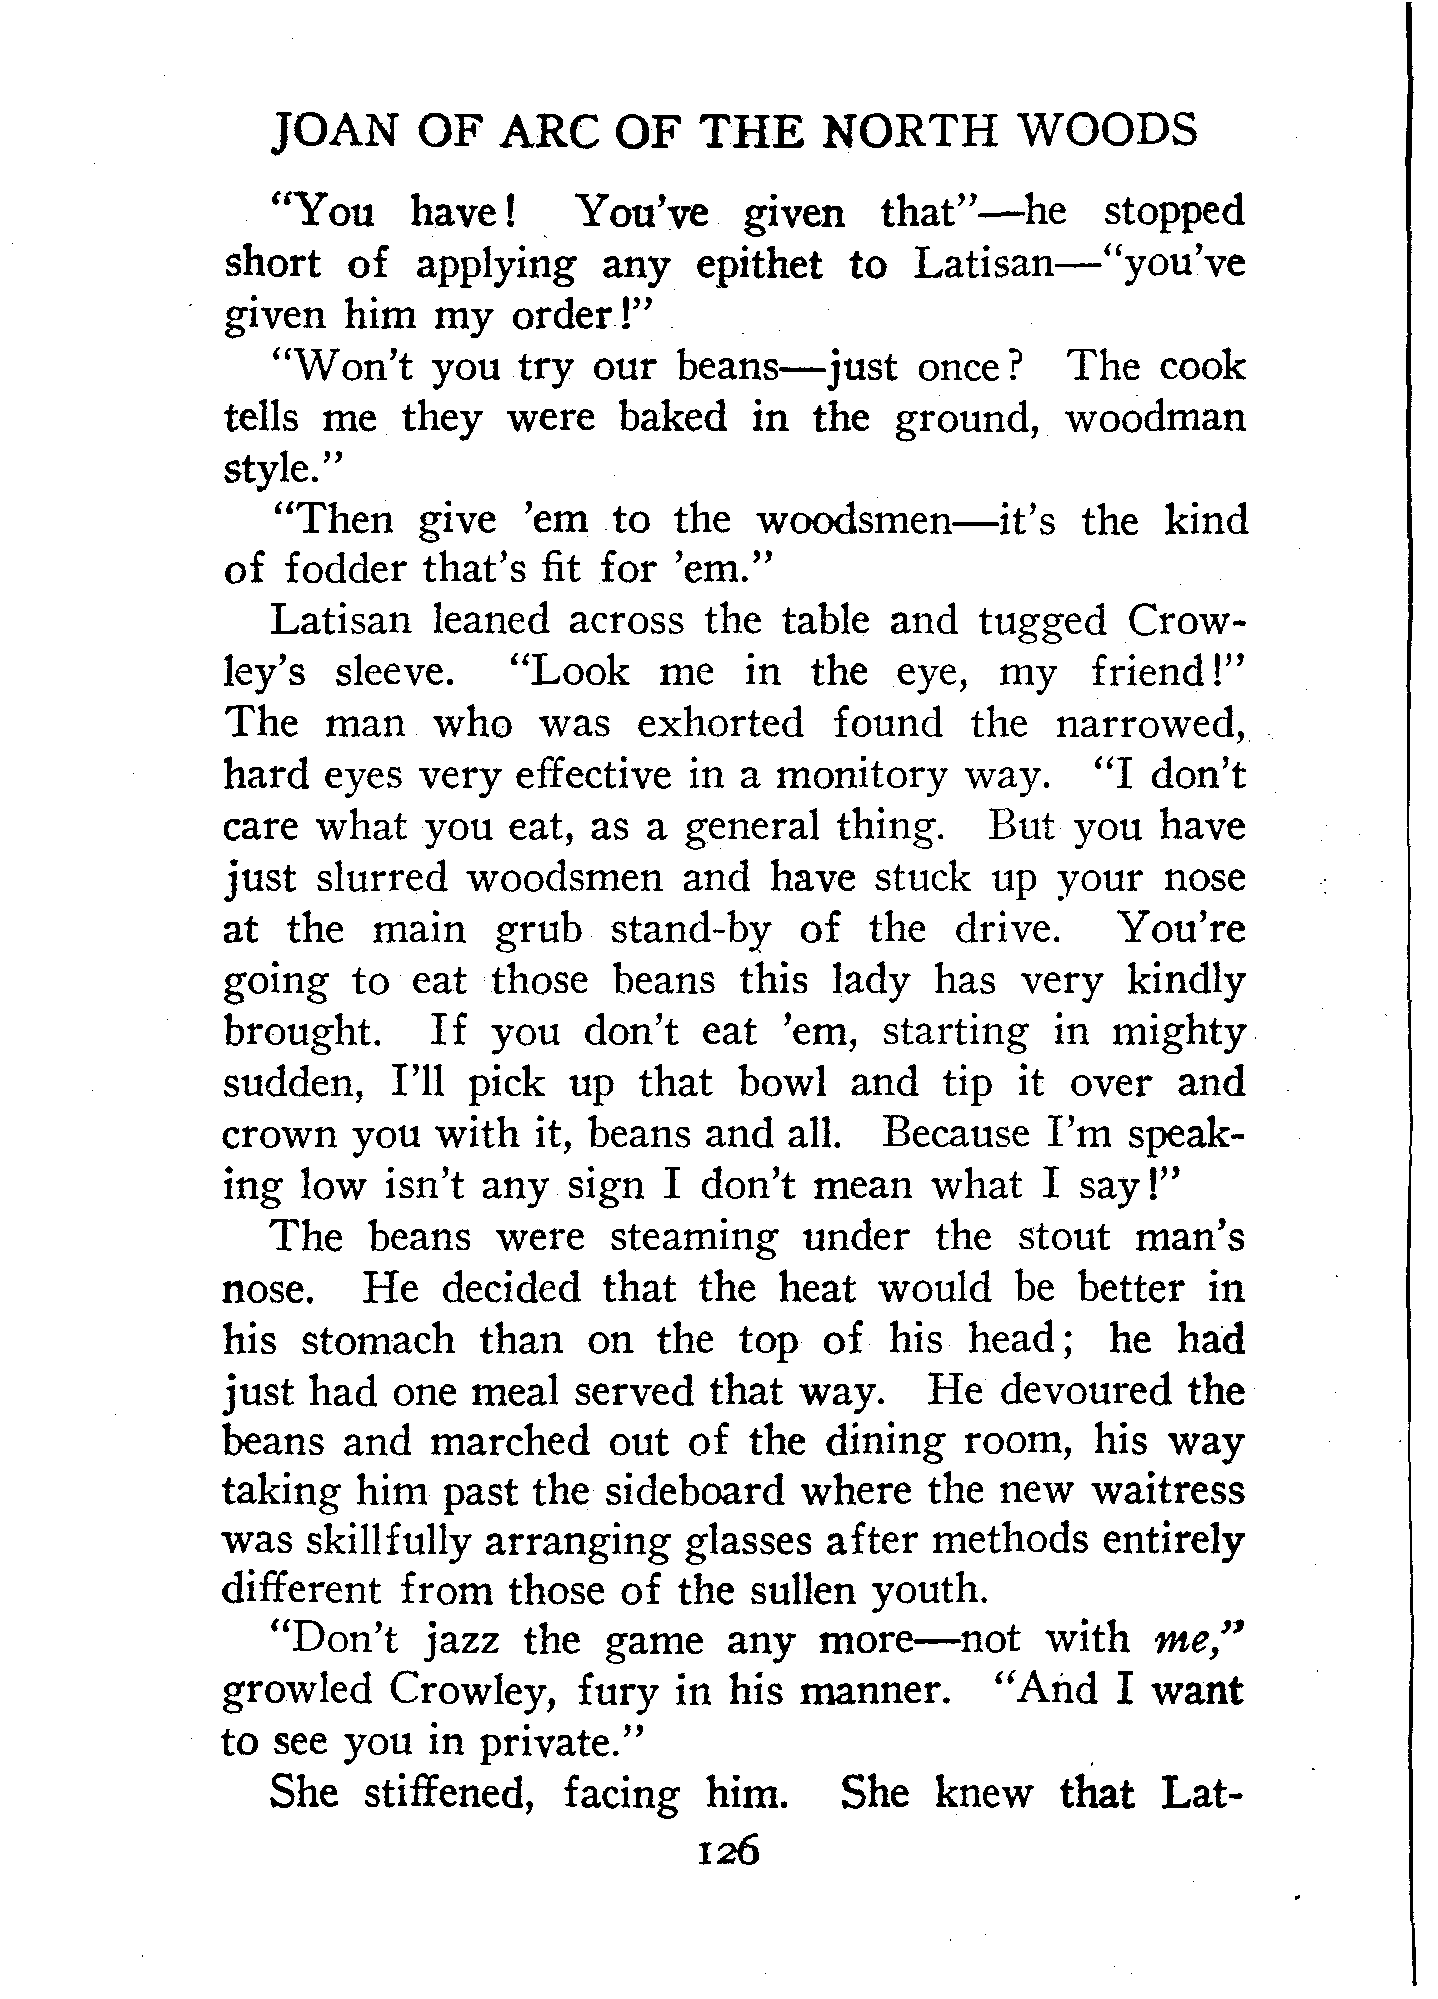 JOAN OF ARC OF THE NORTH WOODS
"You have! You've given that"—he stopped
short of applying any epithet to Latisan—"you've
given him my order!"
"Won't you try our beans—just once? The cook
tells me they were baked in the ground, woodman
style."
"Then give 'em to the woodsmen—it's the kind
of fodder that's fit for 'em."
Latisan leaned across the table and tugged Crow-
ley's sleeve. "Look me in the eye, my friend!"
The man who was exhorted found the narrowed,
hard eyes very effective in a monitory way. "I don't
care what you eat, as a general thing. But you have
just slurred woodsmen and have stuck up your nose
at the main grub stand-by of the drive. You're
going to eat those beans this lady has very kindly
brought. If you don't eat 'em, starting in mighty
sudden, I'll pick up that bowl and tip it over and
crown you with it, beans and all. Because I'm speak-
ing low isn't any sign I don't mean what I say!"
The beans were steaming under the stout man's
nose. He decided that the heat would be better in
his stomach than on the top of his head; he had
just had one meal served that way. He devoured the
beans and marched out of the dining room, his way
taking him past the sideboard where the new waitress
was skillfully arranging glasses after methods entirely
different from those of the sullen youth.
"Don't jazz the game any more—not with me,"
growled Crowley, fury in his manner. "And I want
to see you in private."
She stiffened, facing him. She knew that Lat-
126